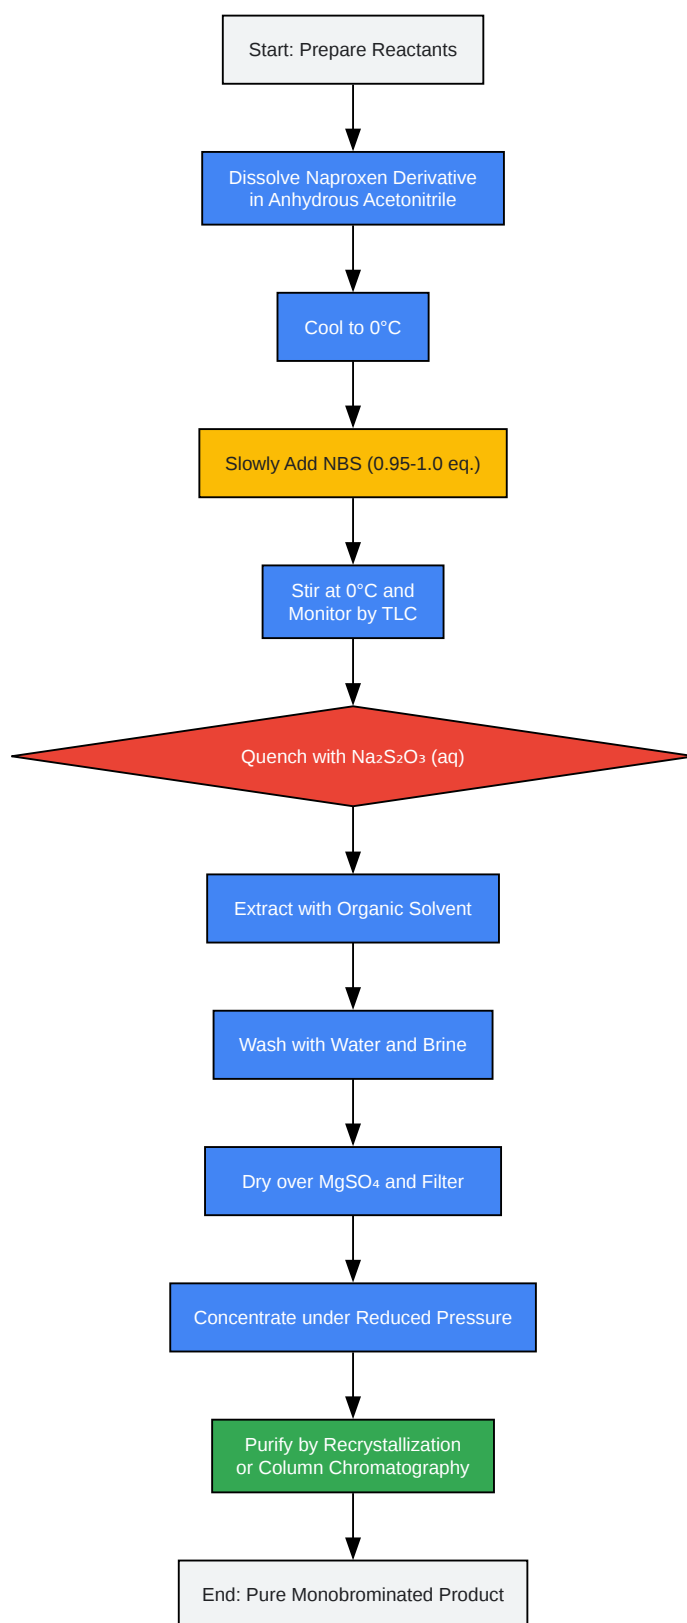 Start: Prepare Reactants
Dissolve Naproxen Derivative
in Anhydrous Acetonitrile
Cool to 0°C
Slowly Add NBS (0.95-1.0 eq.)
Stir at 0°C and
Monitor by TLC
Quench with Na₂S₂O₃ (aq)
Extract with Organic Solvent
Wash with Water and Brine
Dry over MgSO₄ and Filter
Concentrate under Reduced Pressure
Purify by Recrystallization
or Column Chromatography
End: Pure Monobrominated Product